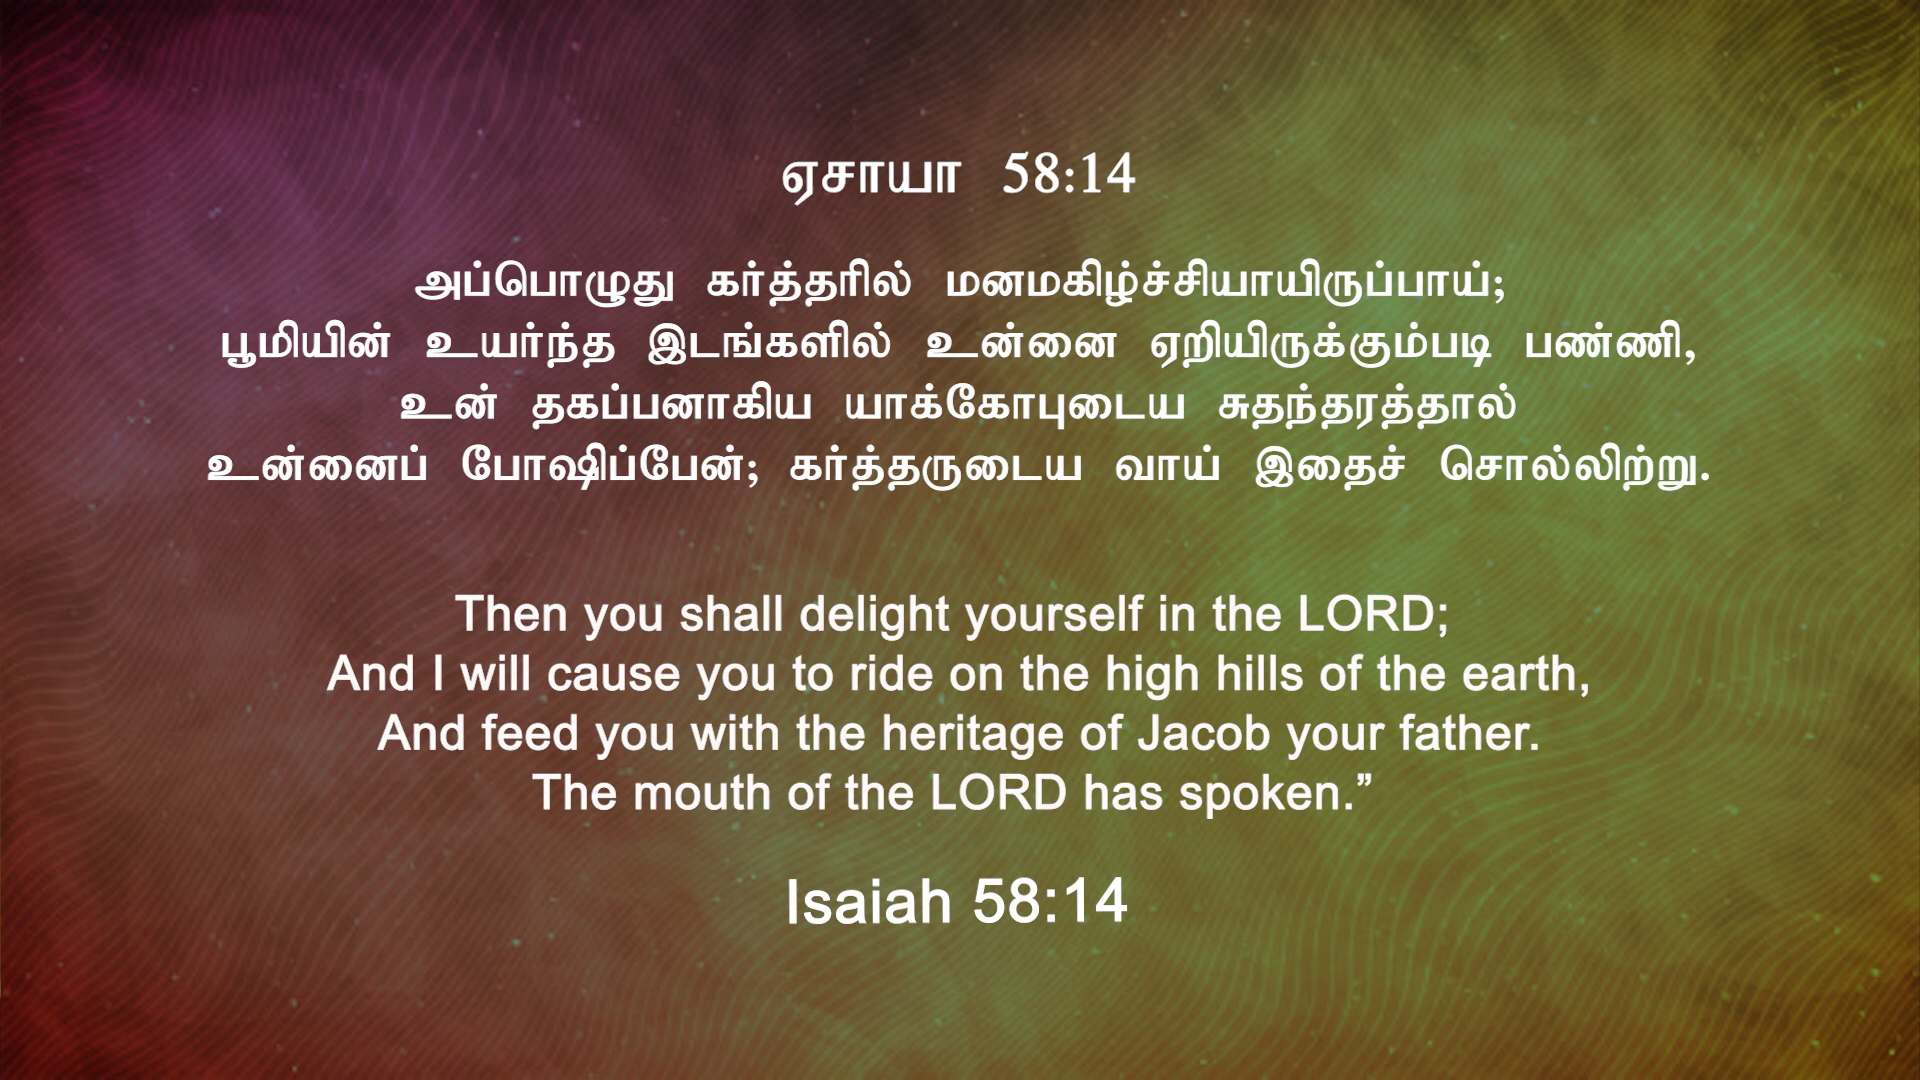 ஏசாயா 58:14
அப்பொழுது கர்த்தரில் மனமகிழ்ச்சியாயிருப்பாய்;
பூமியின் உயர்ந்த இடங்களில் உன்னை ஏறியிருக்கும்படி பண்ணி,
உன் தகப்பனாகிய யாக்கோபுடைய சுதந்தரத்தால்
உன்னைப் போஷிப்பேன்; கர்த்தருடைய வாய் இதைச் சொல்லிற்று.
Then you shall delight yourself in the LORD;
And I will cause you to ride on the high hills of the earth,
And feed you with the heritage of Jacob your father.
The mouth of the LORD has spoken.”
Isaiah 58:14